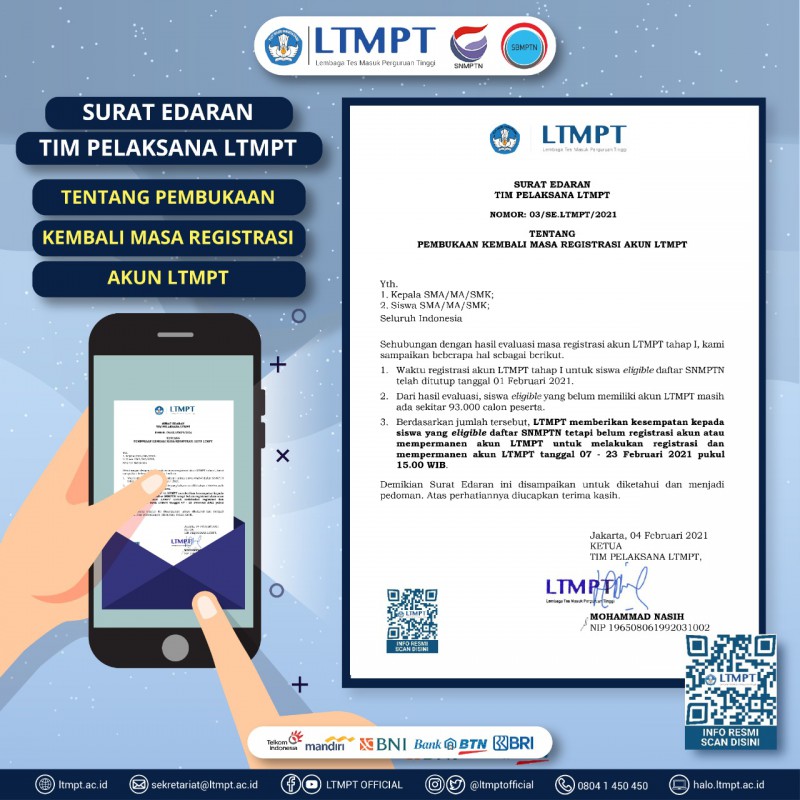 LTMPT
Lembaga Tes Masuk Perguruan Tinggi
SNMPTN
SBMPTN
SURAT EDARAN
TIM PELAKSANA LTMPT
TENTANG PEMBUKAAN
KEMBALI MASA REGISTRASI
AKUN LTMPT
LTMPT
SURAT EDARAN
TIM PELAKSANA LTMPT
LTMPT
Lembaga Tes Masuk Perguruan Tinggi
SURAT EDARAN
TIM PELAKSANA LTMPT
NOMOR: 03/SE.LTMPT/2021
TENTANG
PEMBUKAAN KEMBALI MASA REGISTRASI AKUN LTMPT
Yth.
1. Kepala SMA/MA/SMK;
2. Siswa SMA/MA/SMK;
Seluruh Indonesia
Sehubungan dengan hasil evaluasi masa registrasi akun LTMPT tahap I, kami
sampaikan beberapa hal sebagai berikut.
1. Waktu registrasi akun LTMPT tahap I untuk siswa eligible daftar SNMPTN
telah ditutup tanggal 01 Februari 2021.
2. Dari hasil evaluasi, siswa eligible yang belum memiliki akun LTMPT masih
ada sekitar 93.000 calon peserta.
3. Berdasarkan jumlah tersebut, LTMPT memberikan kesempatan kepada
siswa yang eligible daftar SNMPTN tetapi belum registrasi akun atau
mempermanen akun LTMPT untuk melakukan registrasi dan
mempermanen akun LTMPT tanggal 07 - 23 Februari 2021 pukul
15.00 WIB.
Demikian Surat Edaran ini disampaikan untuk diketahui dan menjadi
pedoman. Atas perhatiannya diucapkan terima kasih.
Jakarta, 04 Februari 2021
KETUA
TIM PELAKSANA LTMPT,
LTMPT
Lembaga Tes Masuk Perguruan Tinggi
MOHAMMAD NASIH
NIP 196508061992031002
LTMPT
INFO RESMI
SCAN DISINI
LTMPT
INFO RESMI
SCAN DISINI
Telkom
Indonesia
mandiri
BNI
Bank BTN
BRI
ltmpt.ac.id
sekretariat@ltmpt.ac.id
LTMPT OFFICIAL
@ltmptofficial
0804 1 450 450
halo.ltmpt.ac.id